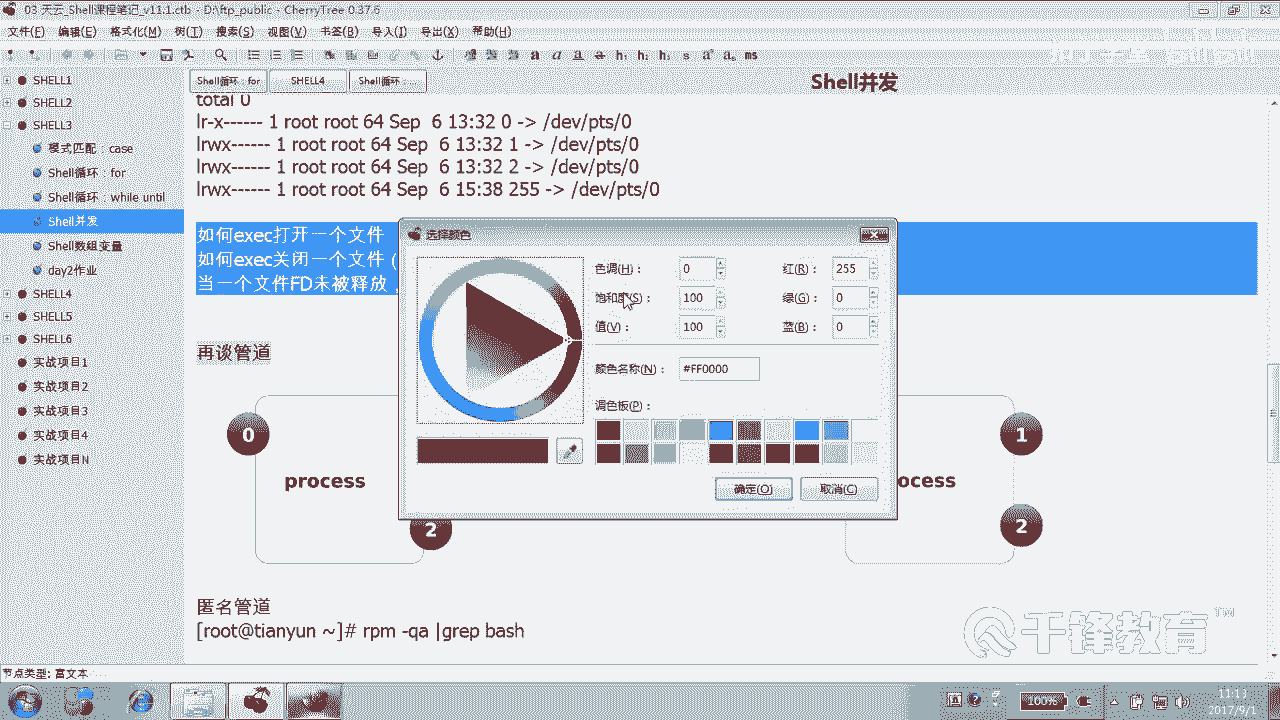 03 天云_Shell课程笔记_v11.1.ctb - D:\ftp_public - CherryTree 0.37.6
文件(F) 编辑(E) 格式化(M) 树(T) 搜索(S) 视图(V) 书签(B) 导入(I) 导出(X) 帮助(H)
SHELL1
SHELL2
SHELL3
模式匹配：case
Shell循环：for
Shell循环：while until
Shell并发
Shell数组变量
day2作业
SHELL4
SHELL5
SHELL6
实战项目1
实战项目2
实战项目3
实战项目4
实战项目N
Shell循环：for
SHELL4
Shell循环：
Shell并发
total 0
lr-x------ 1 root root 64 Sep 6 13:32 0 -> /dev/pts/0
lrwx------ 1 root root 64 Sep 6 13:32 1 -> /dev/pts/0
lrwx------ 1 root root 64 Sep 6 13:32 2 -> /dev/pts/0
lrwx------ 1 root root 64 Sep 6 15:38 255 -> /dev/pts/0
如何exec打开一个文件
如何exec关闭一个文件（
当一个文件FD未被释放
再谈管道
0
process
2
1
ocess
2
匿名管道
[root@tianyun ~]# rpm -qa |grep bash
选择颜色
色调(H)： 0 红(R)： 255
饱和度(S)： 100 绿(G)： 0
值(V)： 100 蓝(B)： 0
颜色名称(N)： #FF0000
调色板(P)：
确定(O) 取消(C)
千锋教育™
节点类型: 富文本
100%
11:13
2017/9/1